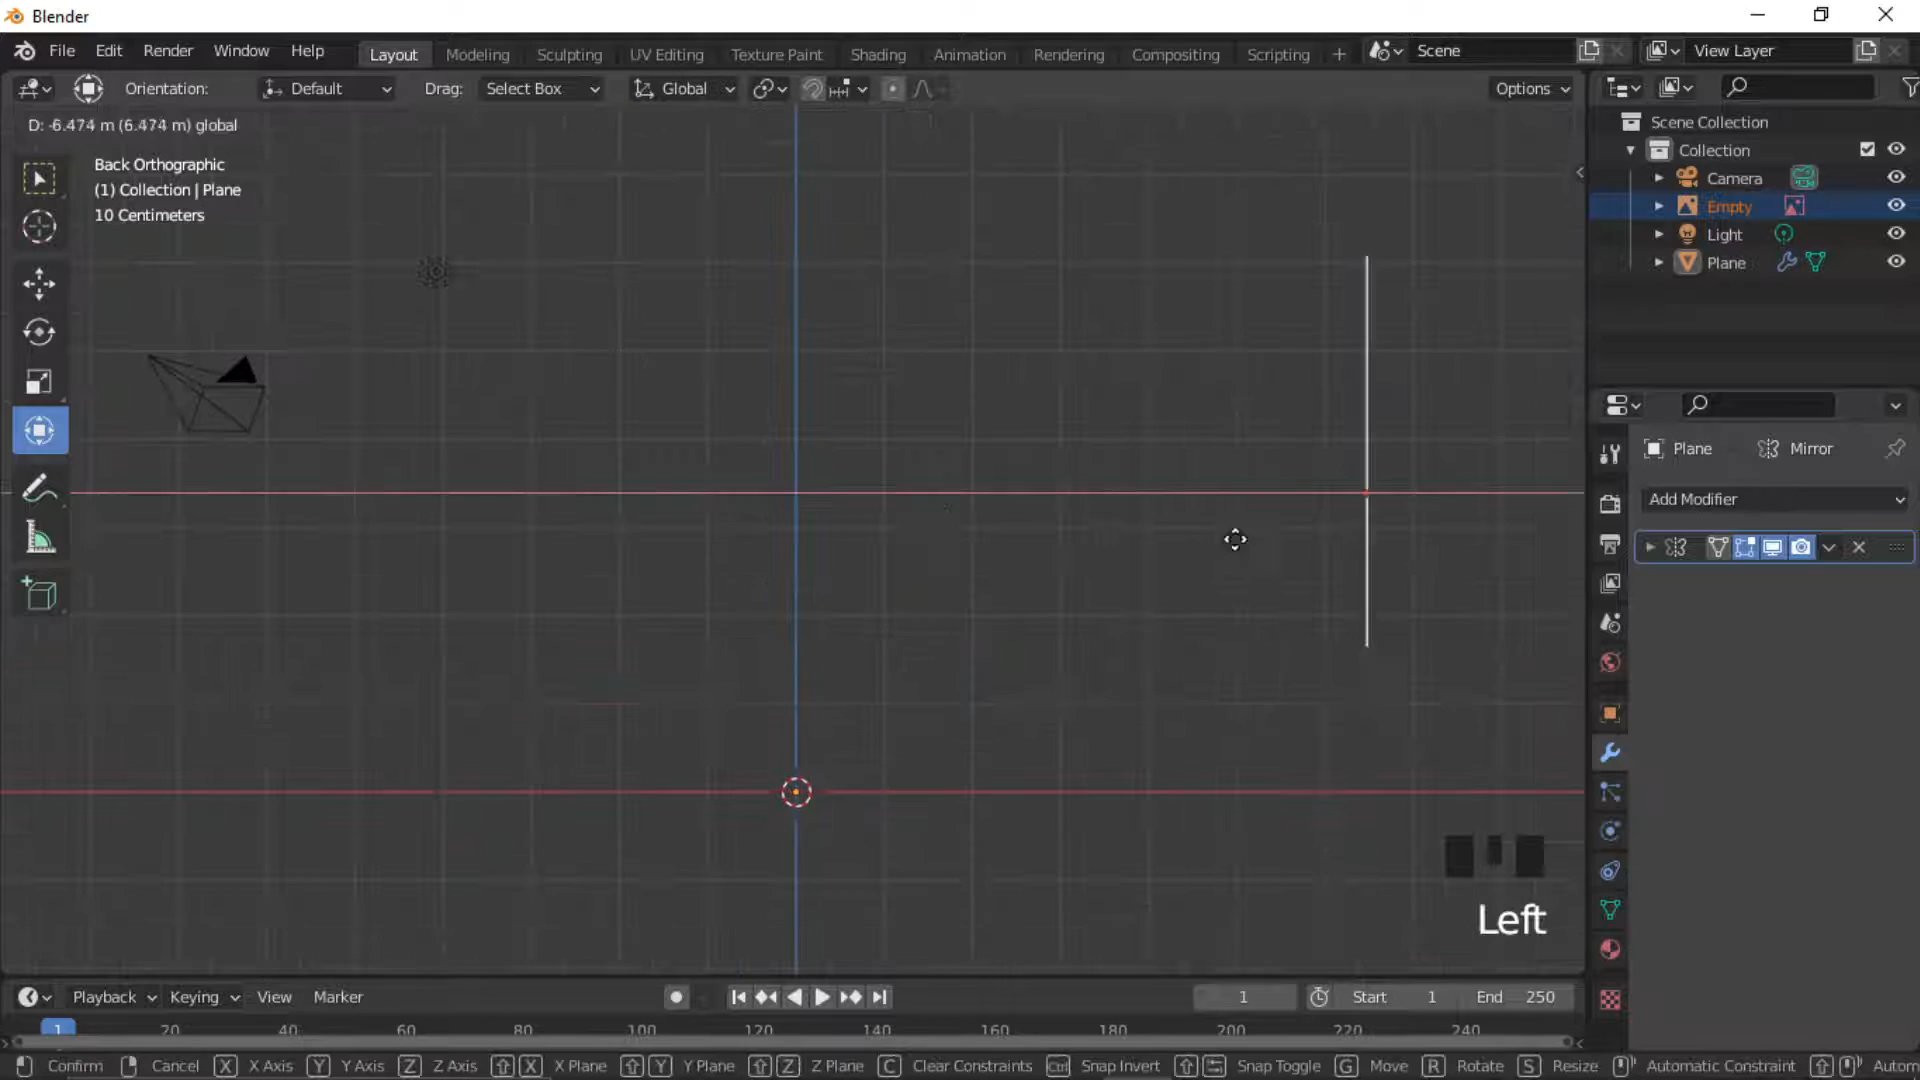 Blender
File Edit Render Window Help Layout Modeling Sculpting UV Editing Texture Paint Shading Animation Rendering Compositing Scripting + Scene View Layer
Orientation: Default Drag: Select Box Global Options
D: -6.474 m (6.474 m) global
Back Orthographic
(1) Collection | Plane
10 Centimeters
Scene Collection
Collection
Camera
Empty
Light
Plane
Plane Mirror
Add Modifier
Left
Playback Keying View Marker 1 Start 1 End 250
1 20 40 60 80 100 120 140 160 180 200 220 240
Confirm Cancel X X Axis Y Y Axis Z Z Axis X X Plane Y Y Plane Z Z Plane C Clear Constraints Ctrl Snap Invert Snap Toggle G Move R Rotate S Resize Automatic Constraint Autom